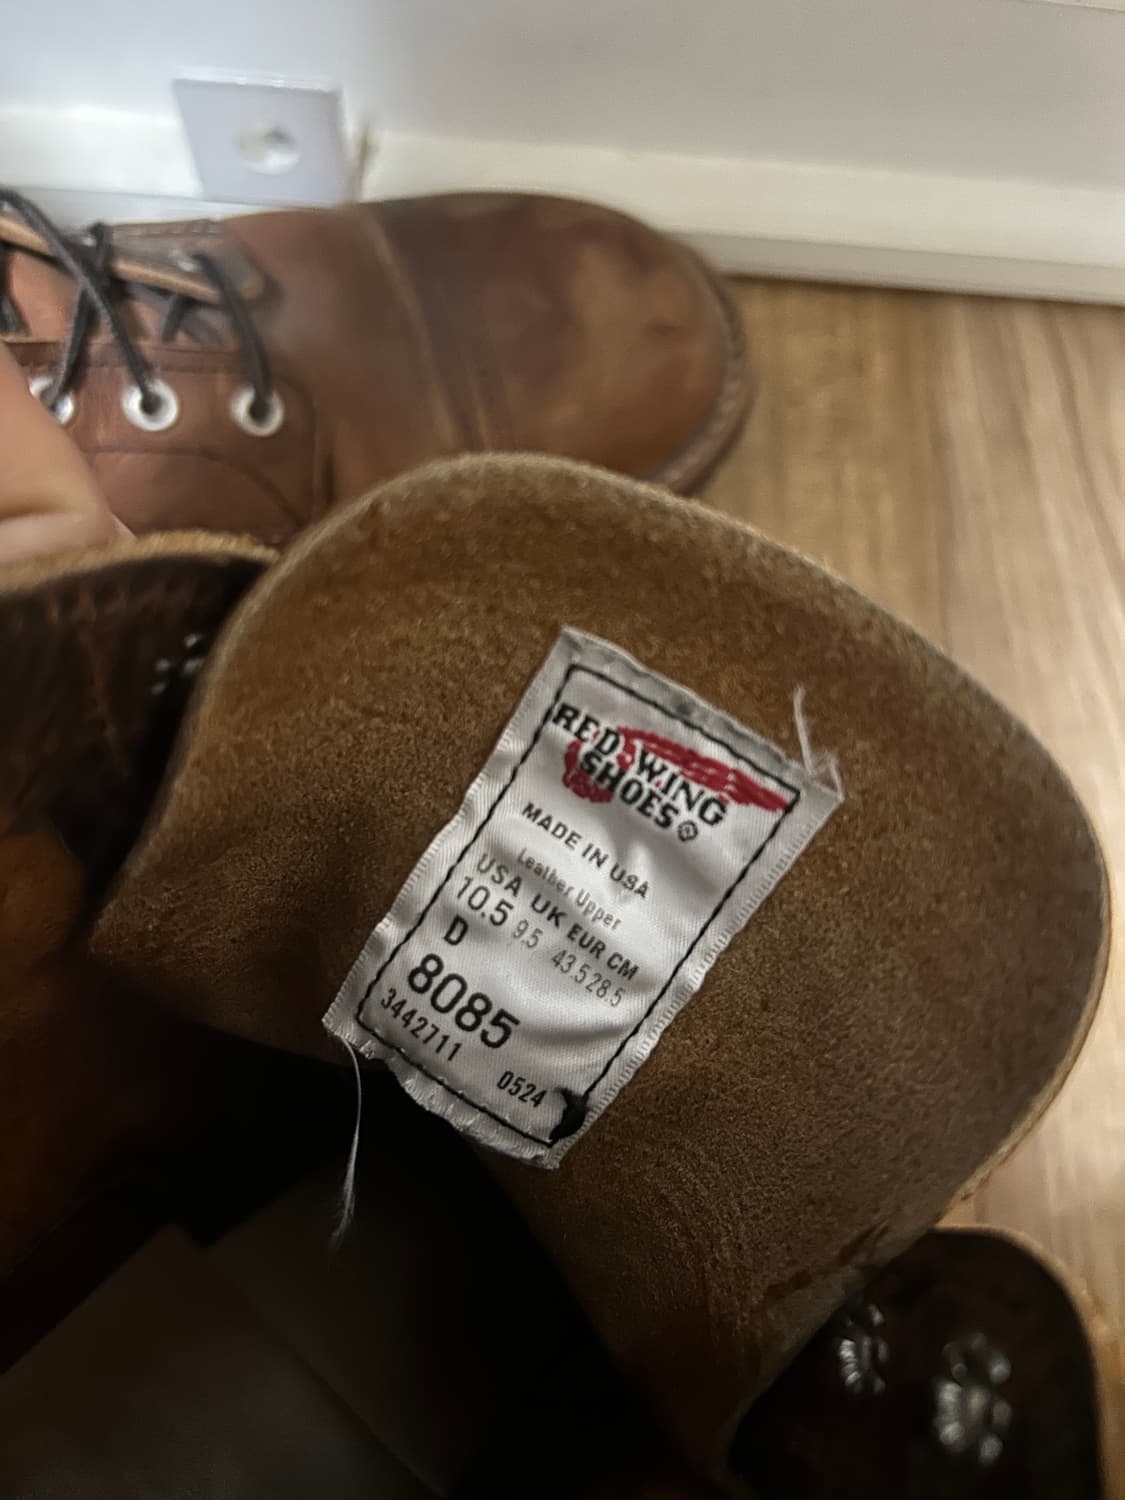 RED WING
SHOES®
MADE IN USA
Leather Upper
USA UK EUR CM
10.5 9.5 43.5 28.5
D
8085
3442711
0524